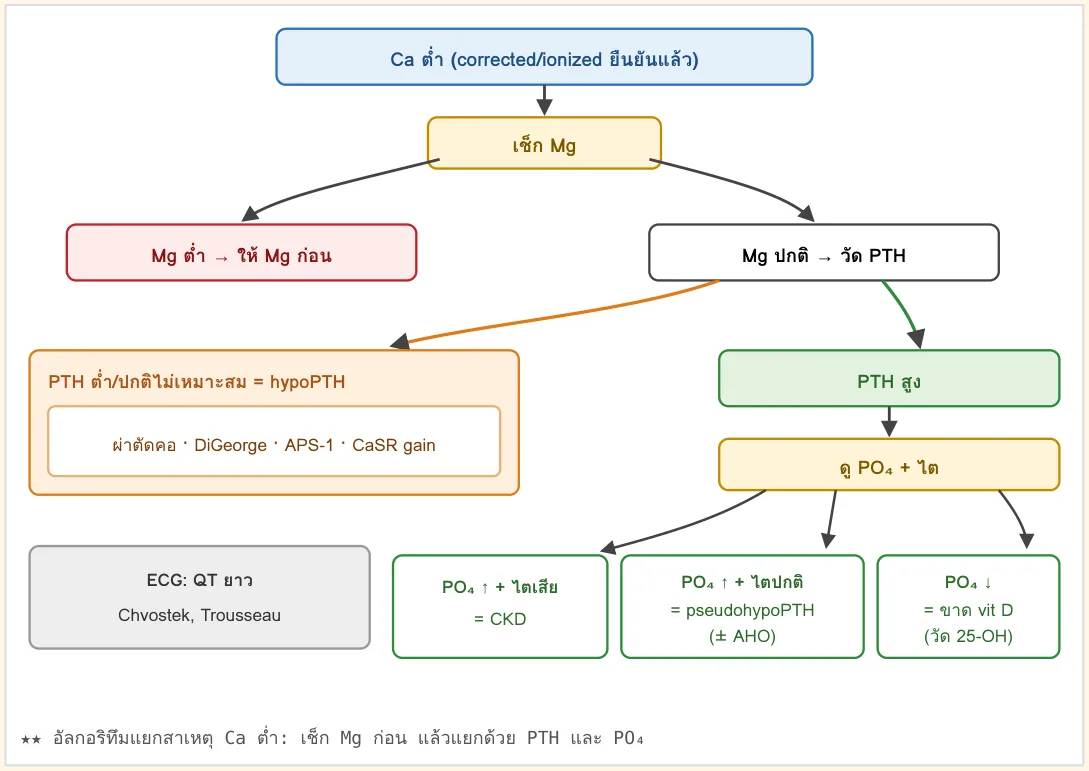 Ca ต่ำ (corrected/ionized ยืนยันแล้ว)
เช็ก Mg
Mg ต่ำ → ให้ Mg ก่อน
Mg ปกติ → วัด PTH
PTH ต่ำ/ปกติไม่เหมาะสม = hypoPTH
ผ่าตัดคอ · DiGeorge · APS-1 · CaSR gain
PTH สูง
ดู PO₄ + ไต
ECG: QT ยาว
Chvostek, Trousseau
PO₄ ↑ + ไตเสีย
= CKD
PO₄ ↑ + ไตปกติ
= pseudohypoPTH
(± AHO)
PO₄ ↓
= ขาด vit D
(วัด 25-OH)
★★ อัลกอริทึมแยกสาเหตุ Ca ต่ำ: เช็ก Mg ก่อน แล้วแยกด้วย PTH และ PO₄